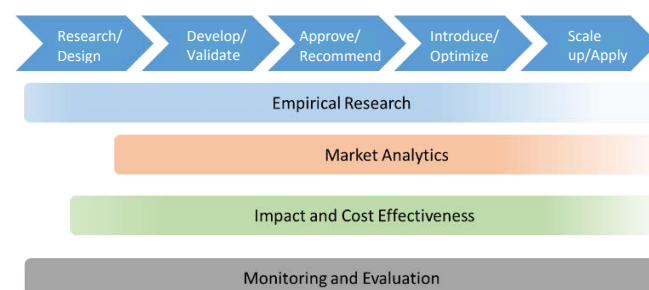 Research/
Design
Develop/
Validate
Approve/
Recommend
Introduce/
Optimize
Scale
up/Apply
Empirical Research
Market Analytics
Impact and Cost Effectiveness
Monitoring and Evaluation